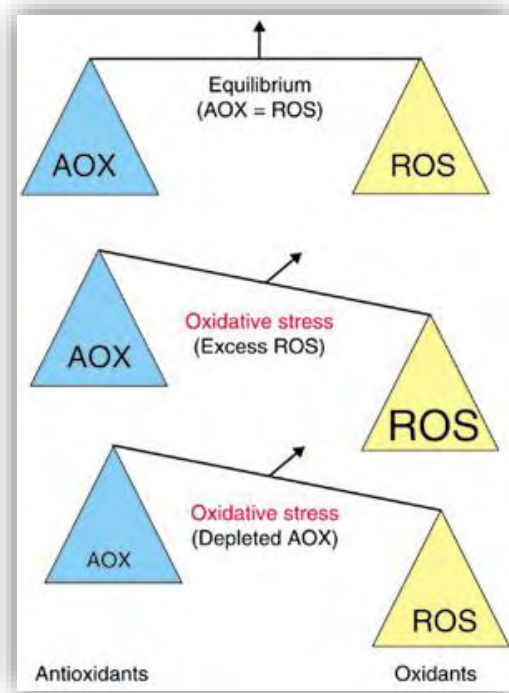 Equilibrium
(AOX = ROS)
AOX
ROS
Oxidative stress
(Excess ROS)
AOX
ROS
Oxidative stress
(Depleted AOX)
AOX
ROS
Antioxidants
Oxidants